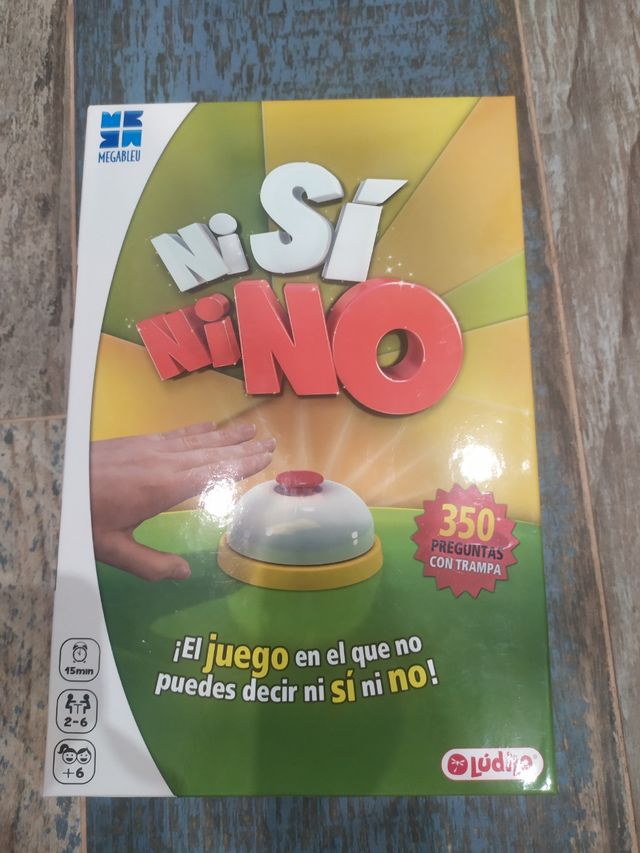 MEGABLEU
Ni SÍ
Ni NO
350
PREGUNTAS
CON TRAMPA
¡El juego en el que no
puedes decir ni sí ni no!
15min
2-6
+6